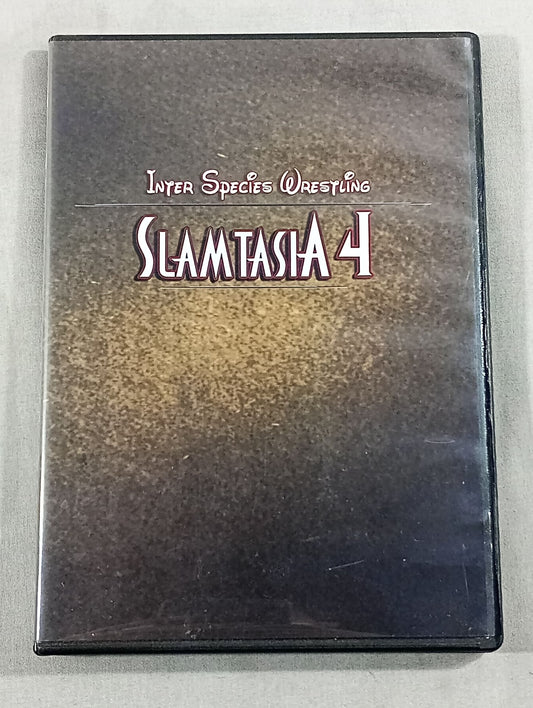 Inter Species Wrestling
SLAMTASIA 4